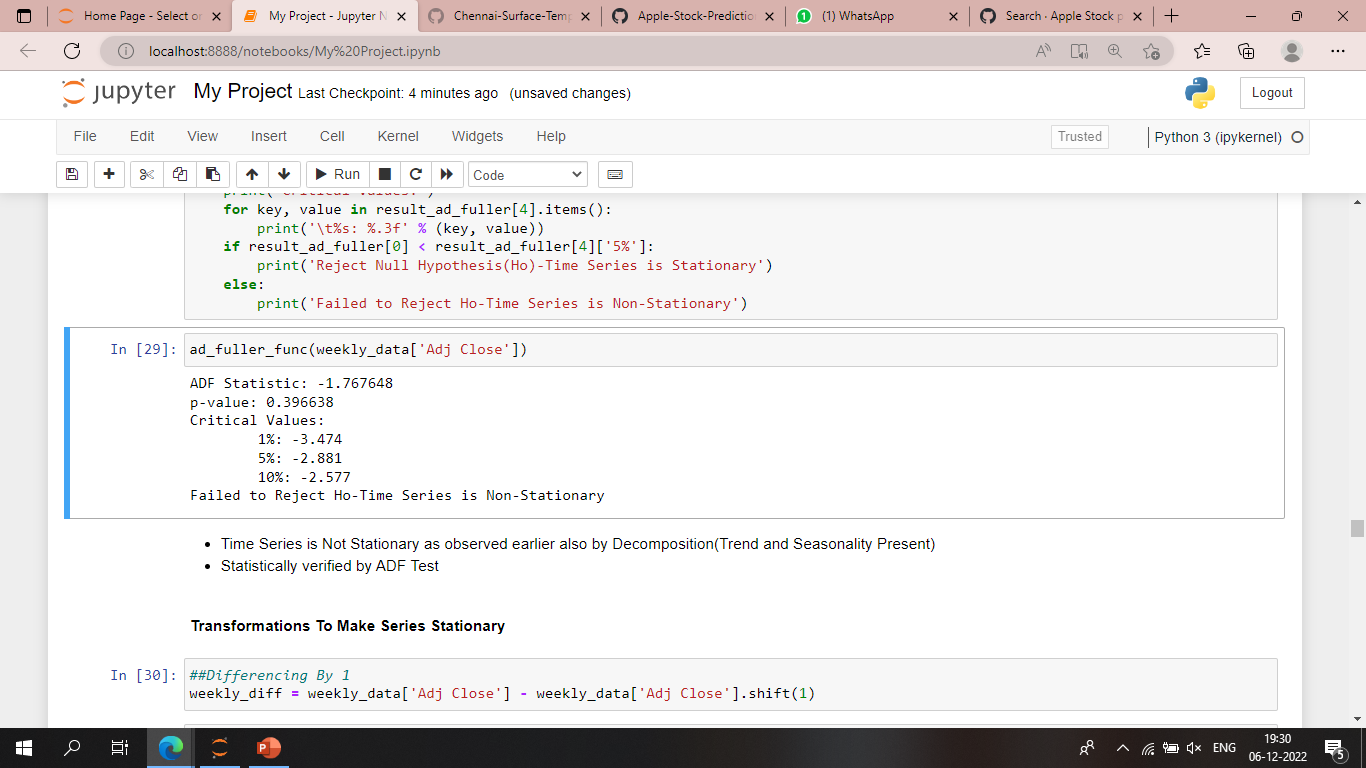 Home Page - Select or
My Project - Jupyter N
Chennai-Surface-Temp
Apple-Stock-Predictio
(1) WhatsApp
Search · Apple Stock p
localhost:8888/notebooks/My%20Project.ipynb
jupyter My Project Last Checkpoint: 4 minutes ago (unsaved changes)
Logout
File Edit View Insert Cell Kernel Widgets Help
Trusted
Python 3 (ipykernel)
Run
Code
for key, value in result_ad_fuller[4].items():
print('\t%s: %.3f' % (key, value))
if result_ad_fuller[0] < result_ad_fuller[4]['5%']:
print('Reject Null Hypothesis(Ho)-Time Series is Stationary')
else:
print('Failed to Reject Ho-Time Series is Non-Stationary')
In [29]: ad_fuller_func(weekly_data['Adj Close'])
ADF Statistic: -1.767648
p-value: 0.396638
Critical Values:
1%: -3.474
5%: -2.881
10%: -2.577
Failed to Reject Ho-Time Series is Non-Stationary
• Time Series is Not Stationary as observed earlier also by Decomposition(Trend and Seasonality Present)
• Statistically verified by ADF Test
Transformations To Make Series Stationary
In [30]: ##Differencing By 1
weekly_diff = weekly_data['Adj Close'] - weekly_data['Adj Close'].shift(1)
ENG
19:30
06-12-2022
5